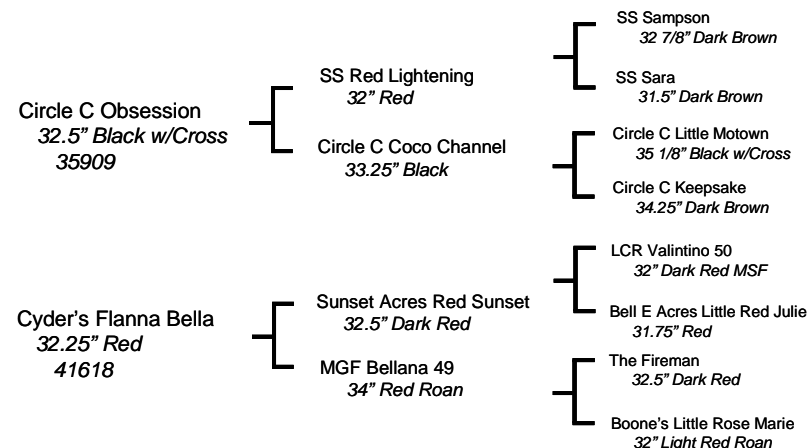 SS Sampson
32 7/8” Dark Brown
SS Red Lightening
32” Red
SS Sara
31.5” Dark Brown
Circle C Obsession
32.5” Black w/Cross
35909
Circle C Coco Channel
33.25” Black
Circle C Little Motown
35 1/8” Black w/Cross
Circle C Keepsake
34.25” Dark Brown
LCR Valintino 50
32” Dark Red MSF
Sunset Acres Red Sunset
32.5” Dark Red
Bell E Acres Little Red Julie
31.75” Red
Cyder’s Flanna Bella
32.25” Red
41618
MGF Bellana 49
34” Red Roan
The Fireman
32.5” Dark Red
Boone’s Little Rose Marie
32” Light Red Roan